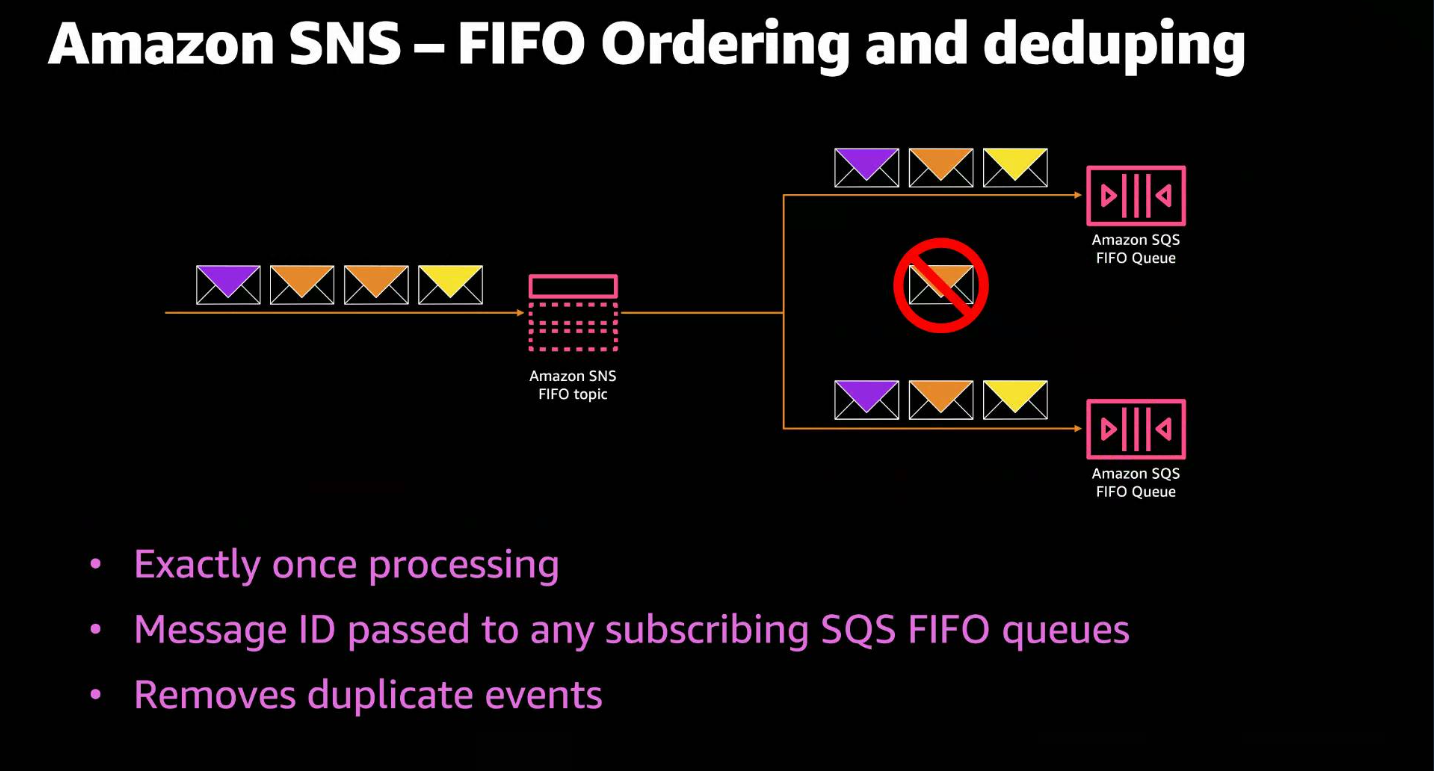 Amazon SNS – FIFO Ordering and deduping
Amazon SQS
FIFO Queue
Amazon SNS
FIFO topic
Amazon SQS
FIFO Queue
• Exactly once processing
• Message ID passed to any subscribing SQS FIFO queues
• Removes duplicate events